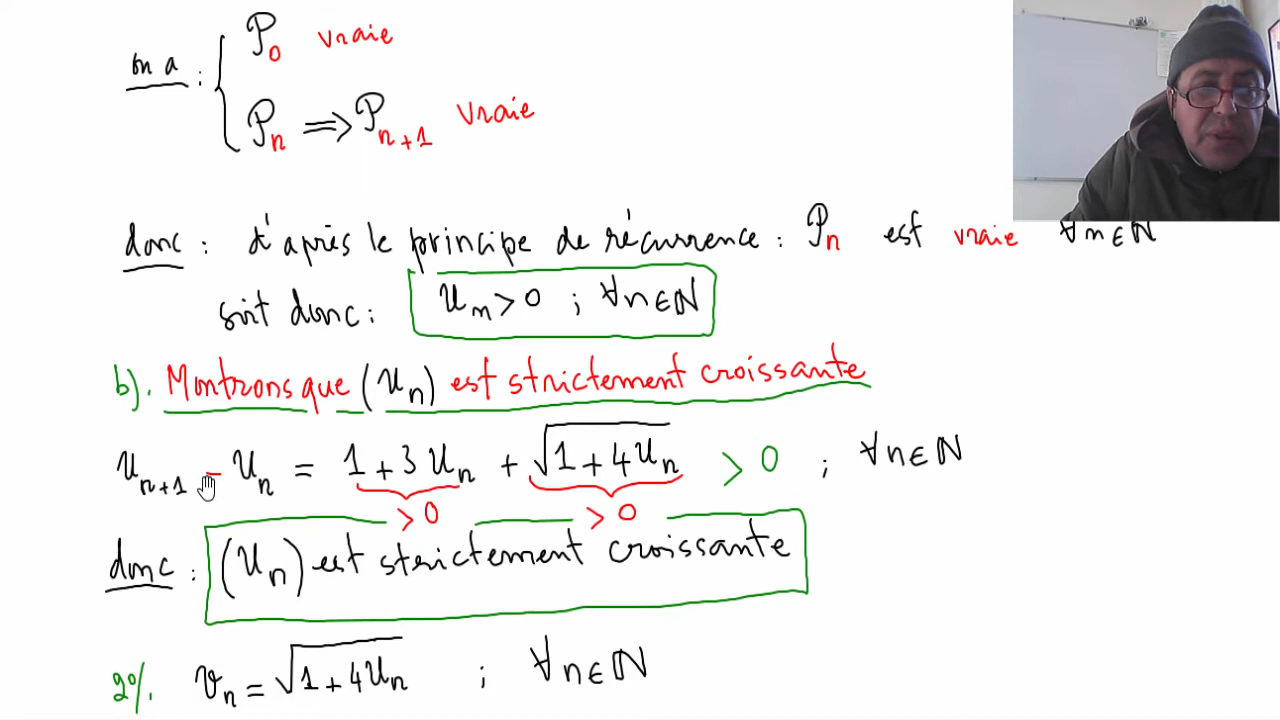 on a : { P₀ vraie
Pₙ ⟹ Pₙ₊₁ vraie
donc : d'après le principe de récurrence : Pₙ est vraie ∀n∈ℕ
soit donc : uₙ > 0 ; ∀n∈ℕ
b). Montrons que (uₙ) est strictement croissante
uₙ₊₁ - uₙ = 1 + 3uₙ + √(1 + 4uₙ) > 0 ; ∀n∈ℕ
> 0 > 0
donc : (uₙ) est strictement croissante
2°/. vₙ = √(1 + 4uₙ) ; ∀n∈ℕ